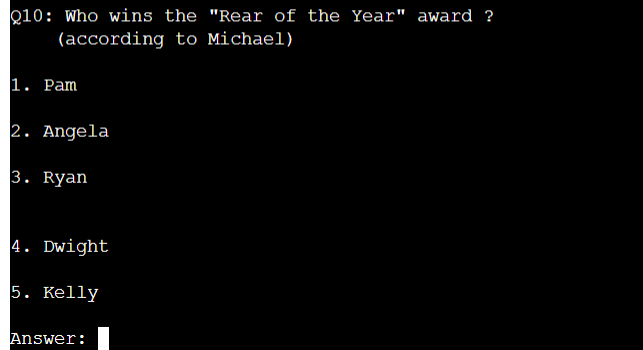 Q10: Who wins the "Rear of the Year" award ?
(according to Michael)
1. Pam
2. Angela
3. Ryan
4. Dwight
5. Kelly
Answer: